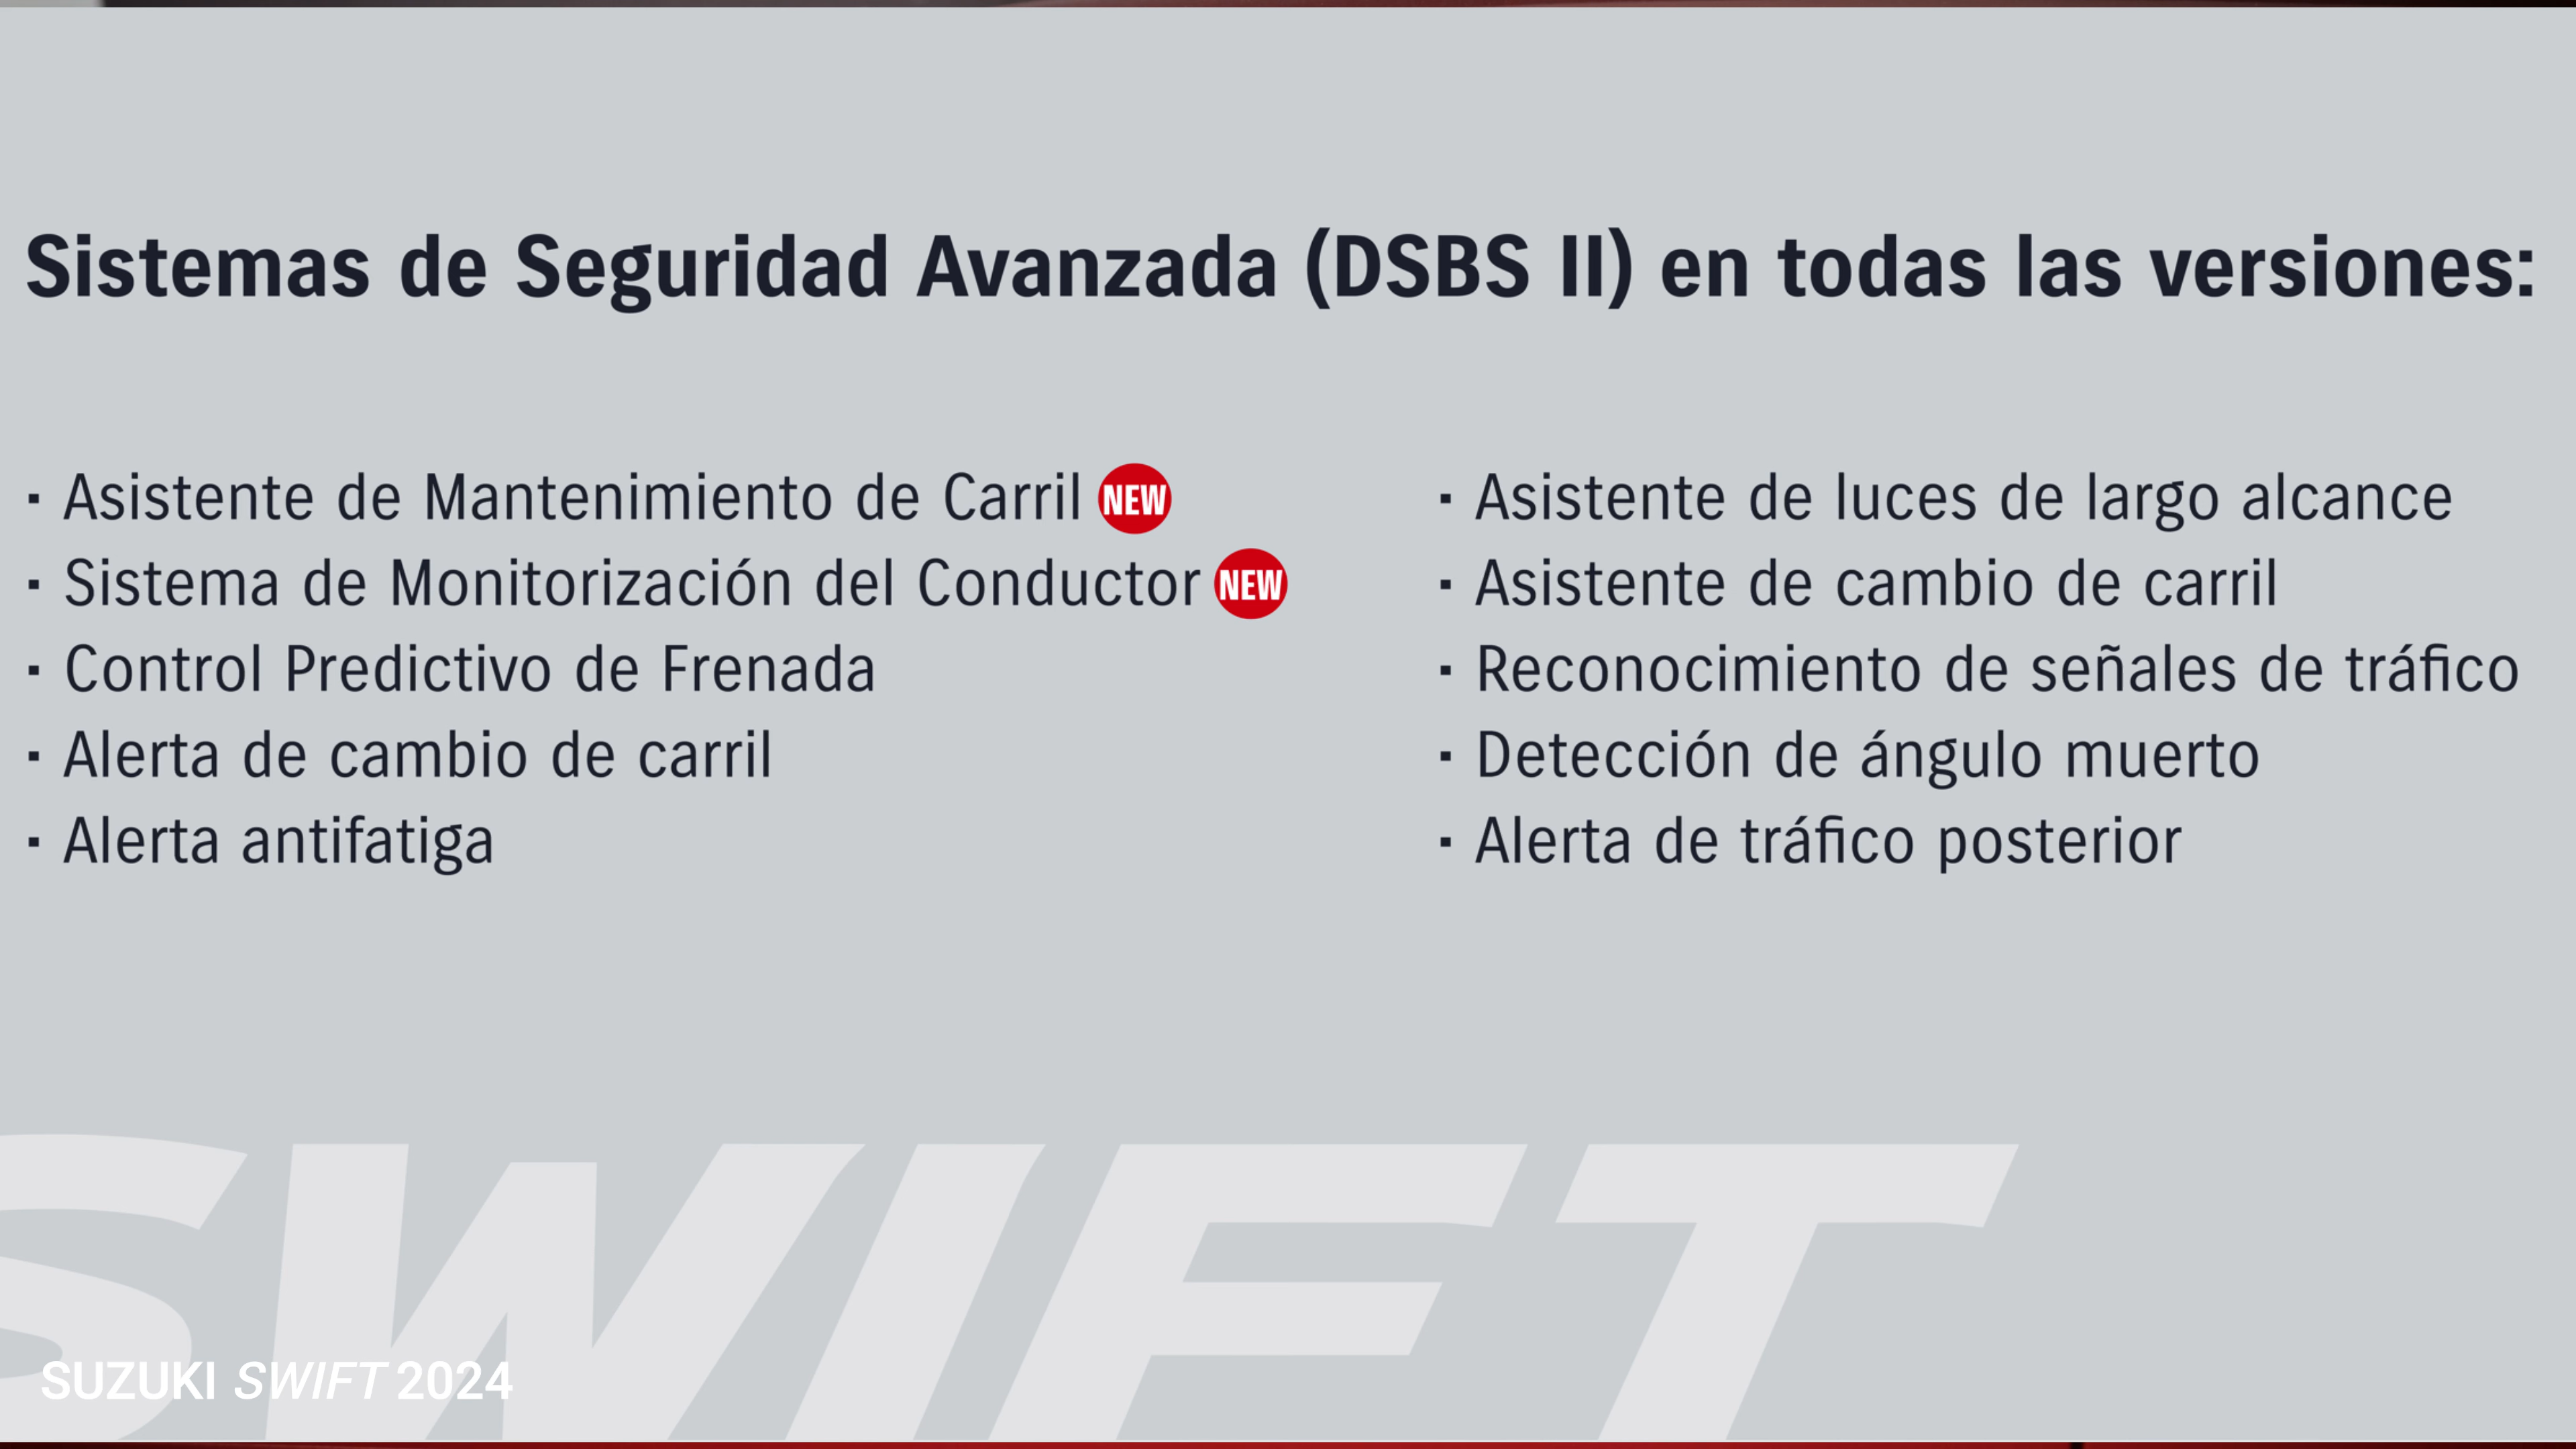 Sistemas de Seguridad Avanzada (DSBS II) en todas las versiones:
· Asistente de Mantenimiento de Carril NEW
· Sistema de Monitorización del Conductor NEW
· Control Predictivo de Frenada
· Alerta de cambio de carril
· Alerta antifatiga
· Asistente de luces de largo alcance
· Asistente de cambio de carril
· Reconocimiento de señales de tráfico
· Detección de ángulo muerto
· Alerta de tráfico posterior
SWIFT
SUZUKI SWIFT 2024